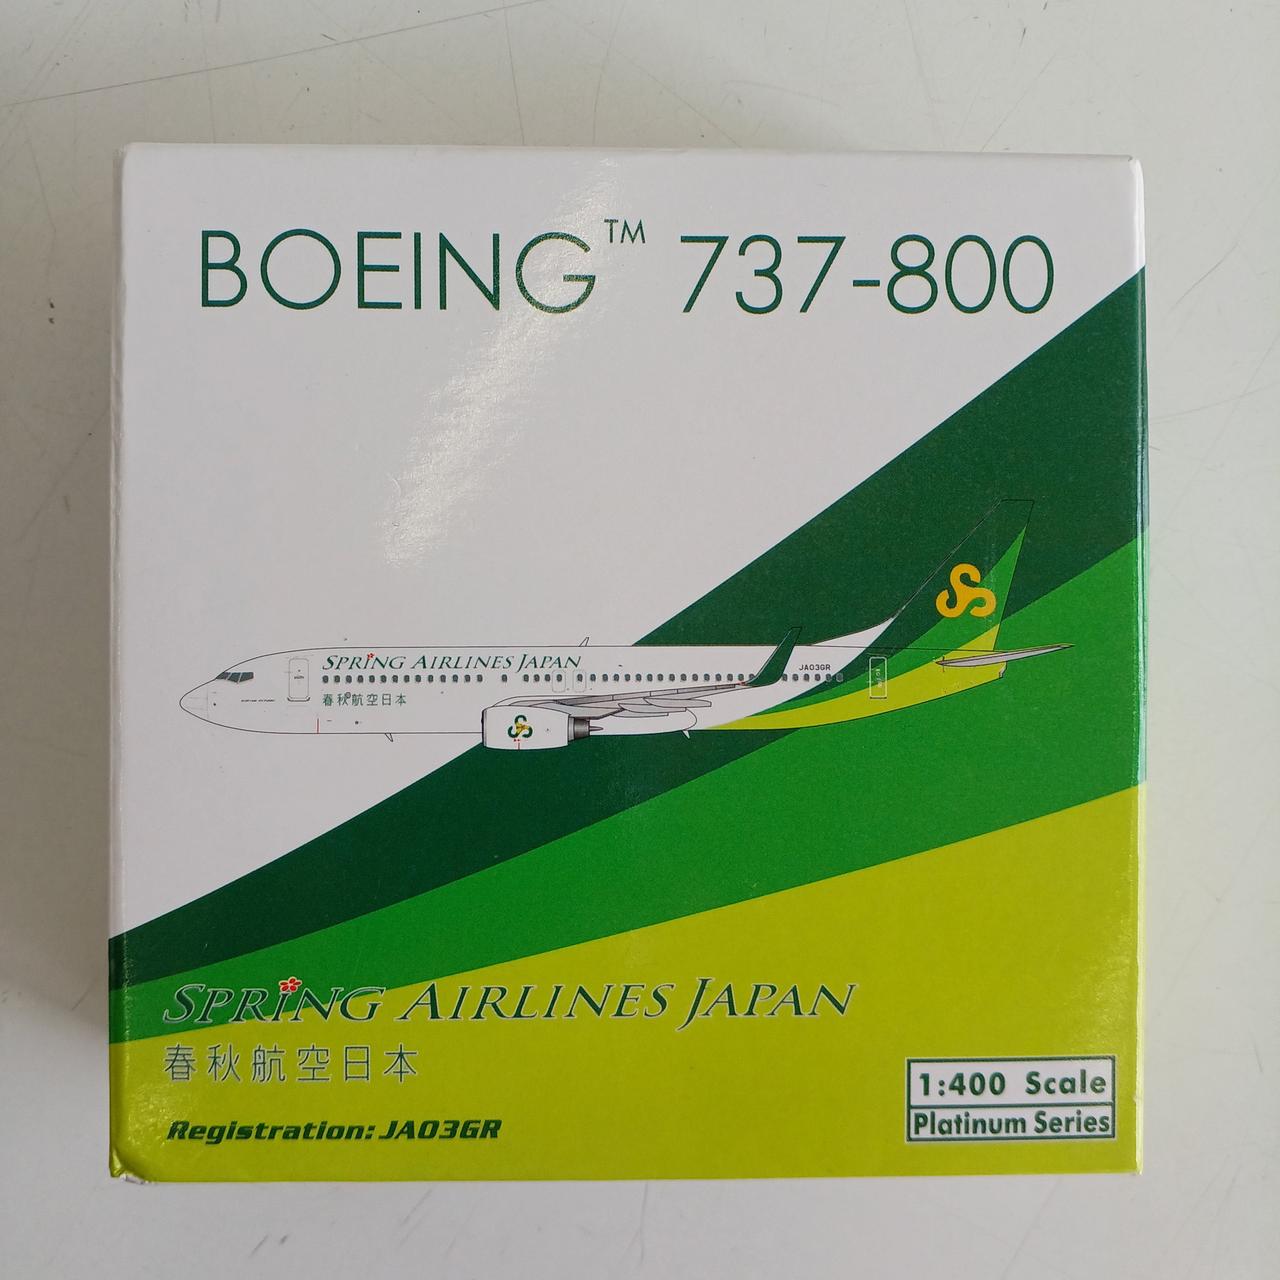 BOEING™ 737-800
SPRING AIRLINES JAPAN
JA03GR
春秋航空日本
SPRING AIRLINES JAPAN
春秋航空日本
1:400 Scale
Platinum Series
Registration: JA03GR